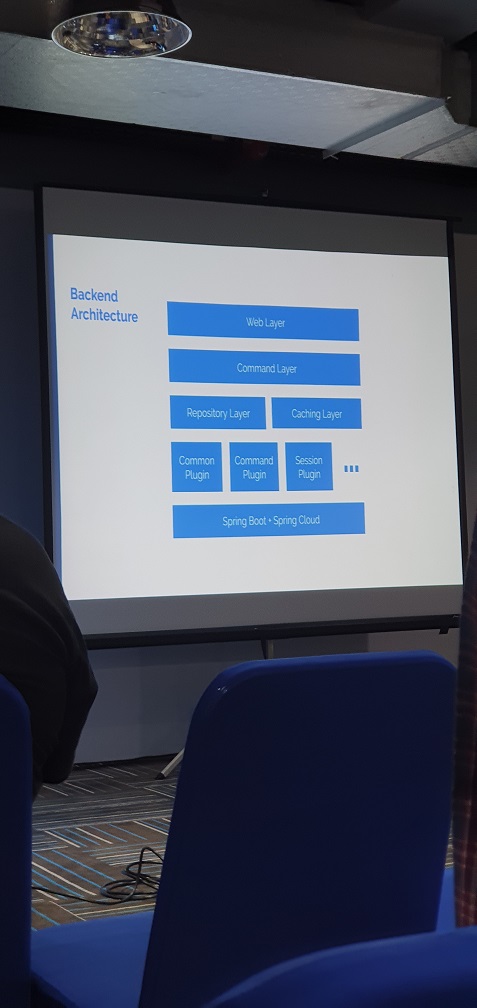 Backend
Architecture
Web Layer
Command Layer
Repository Layer
Caching Layer
Common
Plugin
Command
Plugin
Session
Plugin
Spring Boot + Spring Cloud